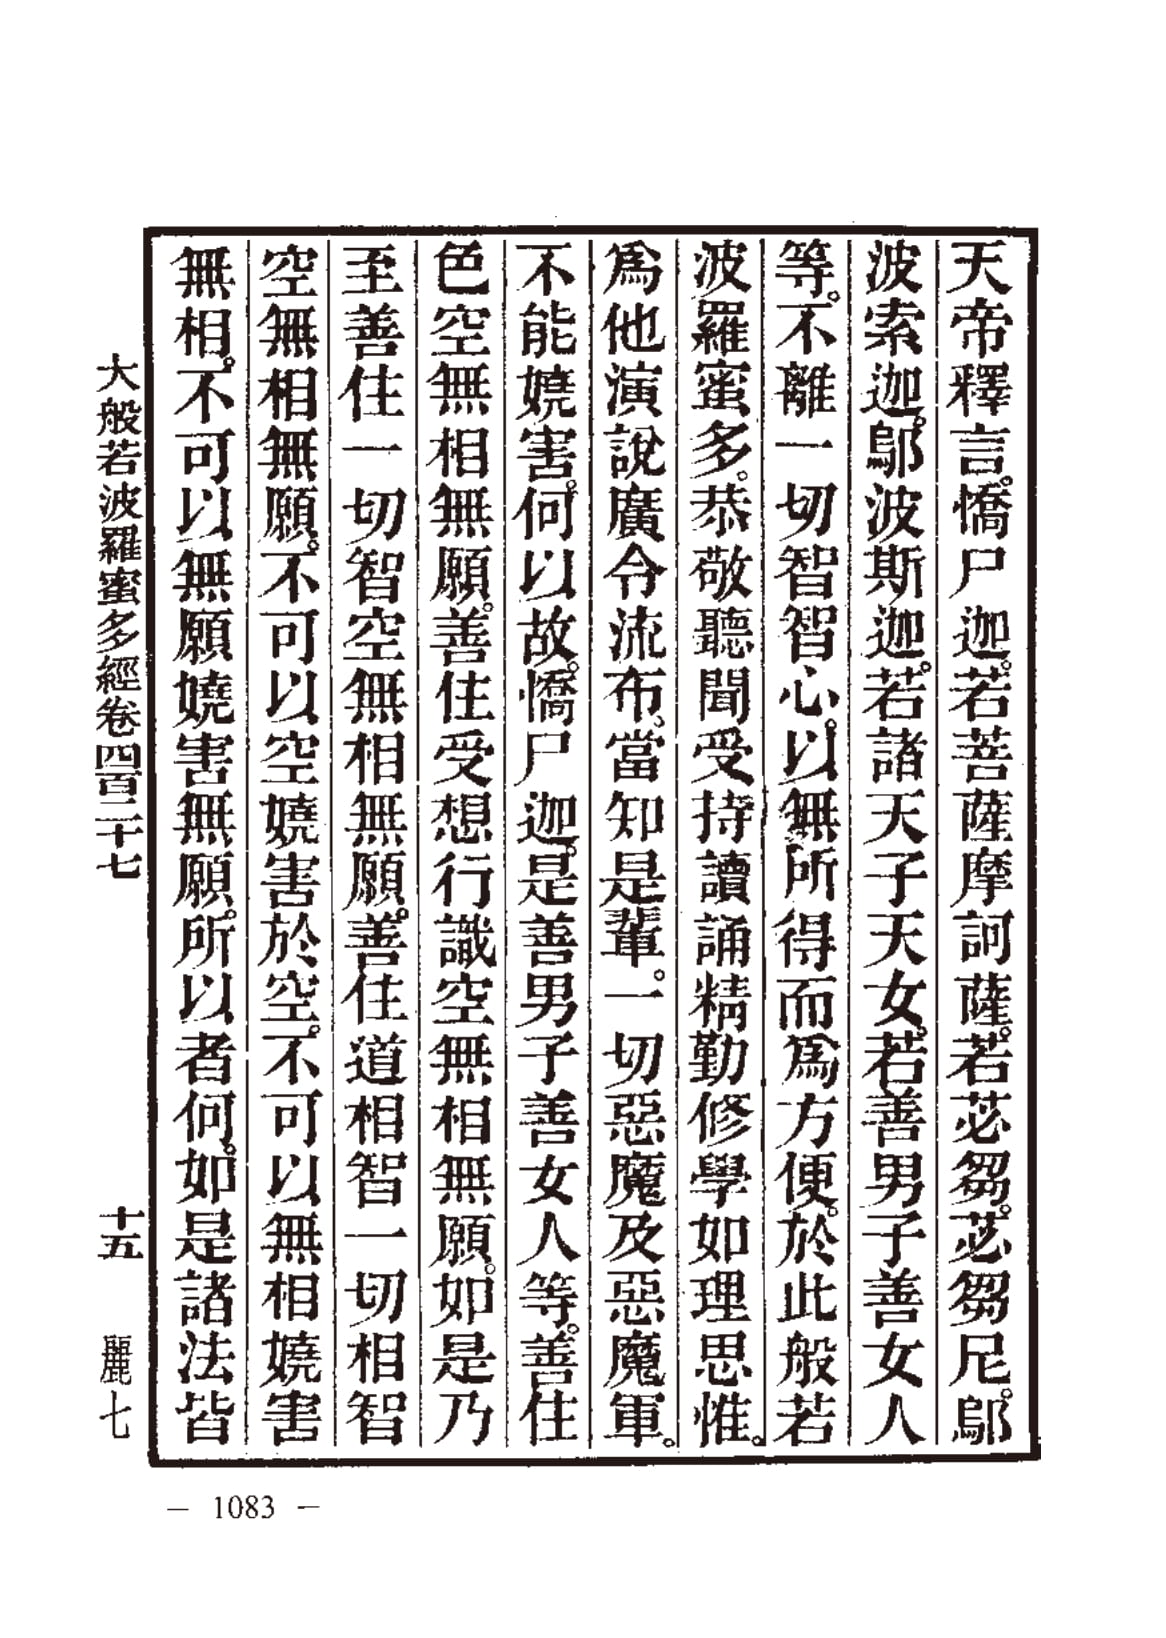 天帝釋言。憍尸迦。若菩薩摩訶薩。若苾芻。苾芻尼。鄔
波索迦。鄔波斯迦。若諸天子天女。若善男子善女人
等。不離一切智智心。以無所得而爲方便。於此般若
波羅蜜多。恭敬聽聞受持讀誦精勤修學如理思惟。
爲他演說廣令流布。當知是輩。一切惡魔及惡魔軍。
不能嬈害。何以故。憍尸迦。是善男子善女人等。善住
色空無相無願。善住受想行識空無相無願。如是乃
至善住一切智空無相無願。善住道相智一切相智
空無相無願。不可以空嬈害於空。不可以無相嬈害
無相。不可以無願嬈害無願。所以者何。如是諸法皆
大般若波羅蜜多經卷四百二十七 十五 麗七
— 1083 —